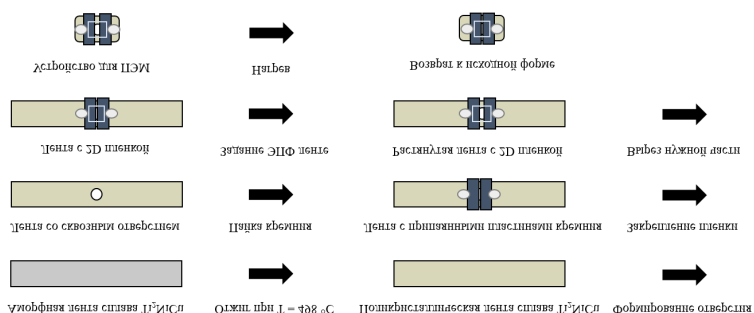 Аморфная лента сплава Ti₂NiCu
Отжиг при T = 498 °C
Поликристаллическая лента сплава Ti₂NiCu
Формирование отверстия
Лента со сквозным отверстием
Пайка кремния
Лента с припаянными пластинами кремния
Закрепление пленки
Лента с 2D пленкой
Задание ЭПФ ленте
Растянутая лента с 2D пленкой
Вырез нужной части
Устройство для ПЭМ
Нагрев
Возврат к исходной форме